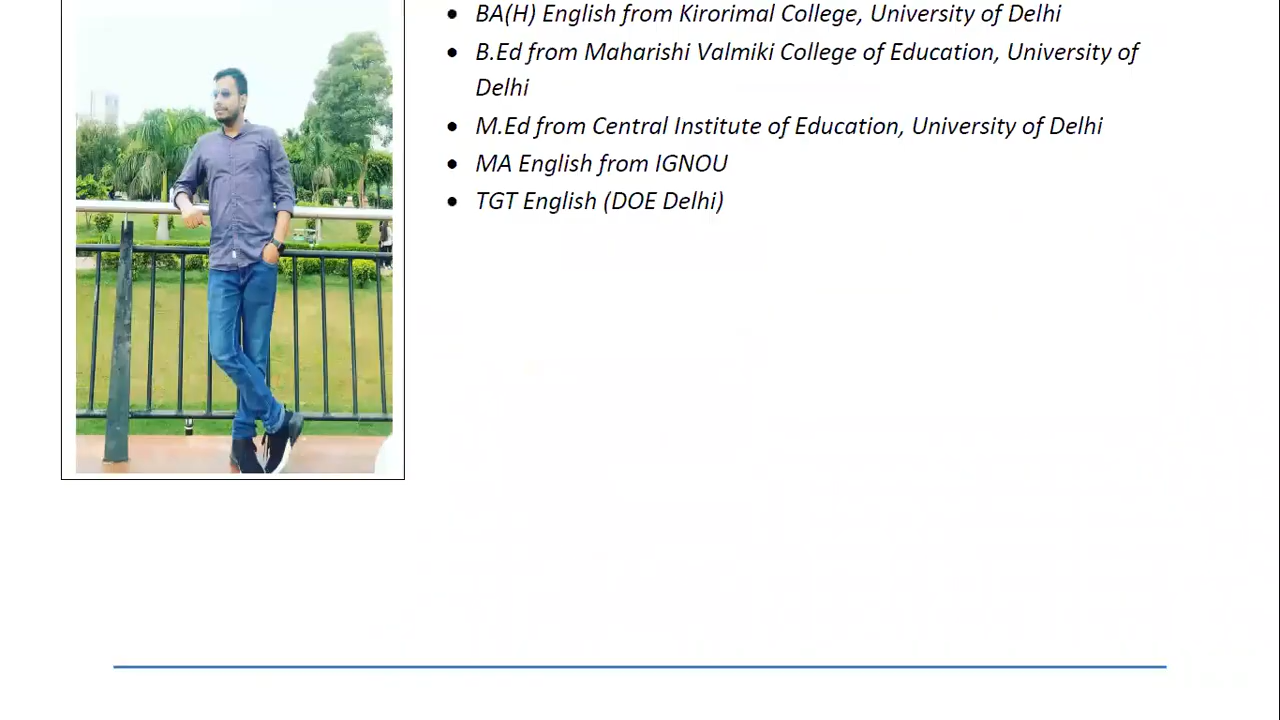 BA(H) English from Kirorimal College, University of Delhi
B.Ed from Maharishi Valmiki College of Education, University of
Delhi
M.Ed from Central Institute of Education, University of Delhi
MA English from IGNOU
TGT English (DOE Delhi)